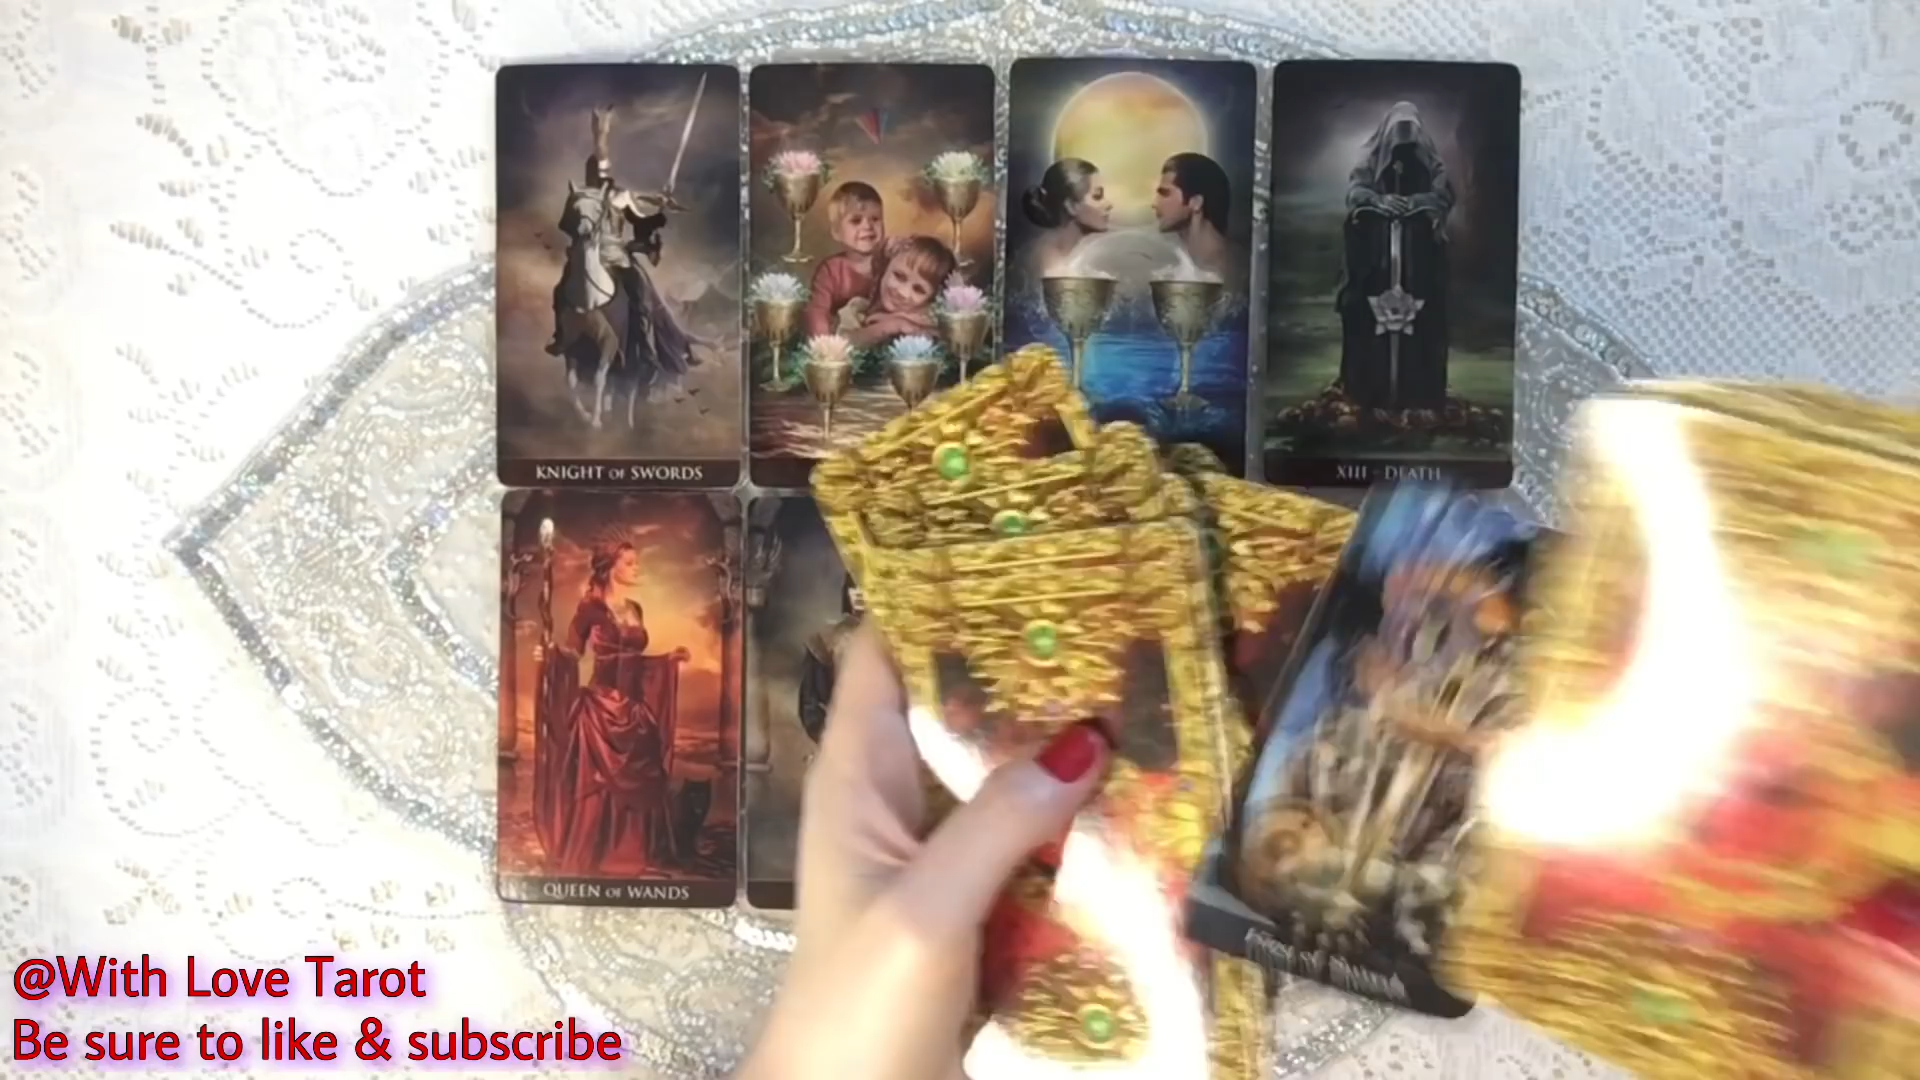 KNIGHT OF SWORDS
XIII - DEATH
QUEEN OF WANDS
@With Love Tarot
Be sure to like & subscribe